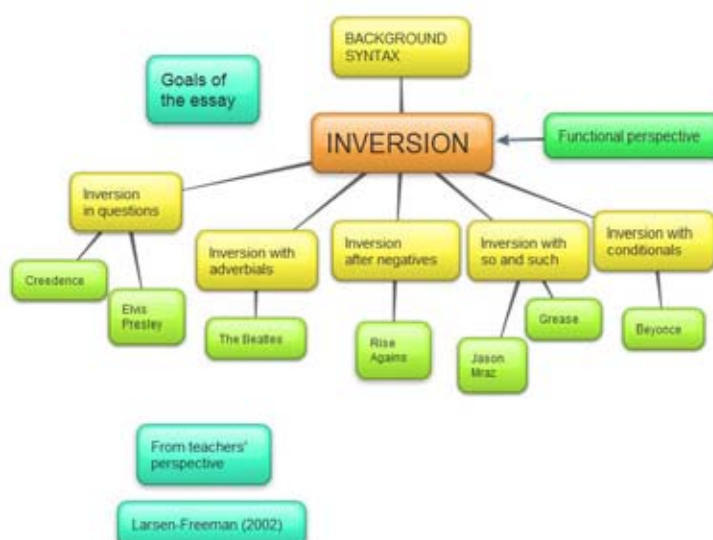 BACKGROUND
SYNTAX
Goals of
the essay
INVERSION
Functional perspective
Inversion
in questions
Inversion with
adverbials
Inversion
after negatives
Inversion with
so and such
Inversion with
conditionals
Creedence
Elvis
Presley
The Beatles
Rise
Agains
Jason
Mraz
Grease
Beyonce
From teachers'
perspective
Larsen-Freeman (2002)